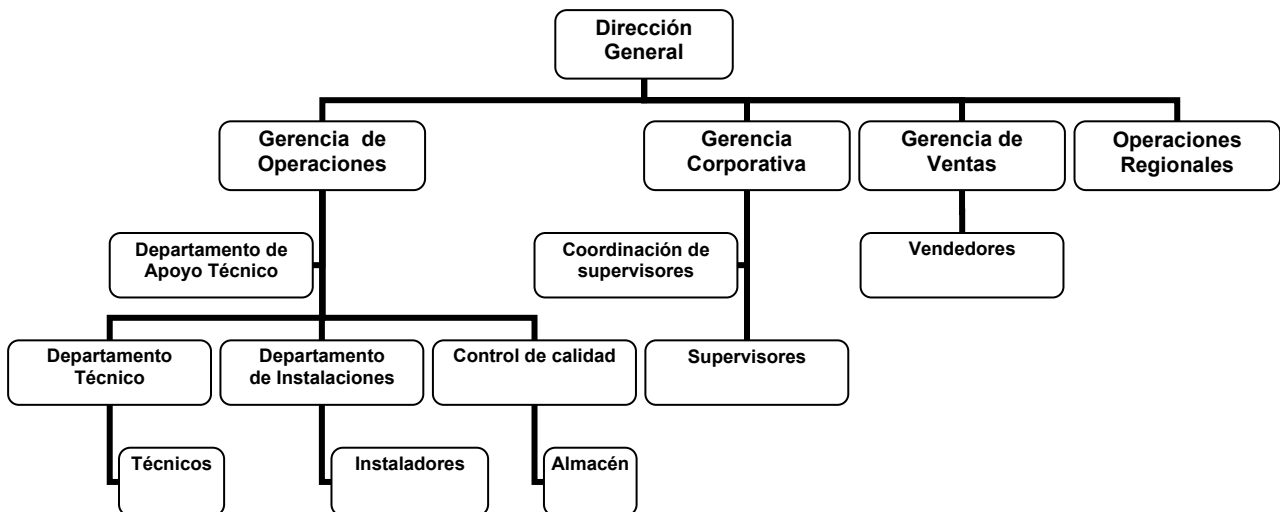 Dirección
General
Gerencia de
Operaciones
Gerencia
Corporativa
Gerencia de
Ventas
Operaciones
Regionales
Departamento de
Apoyo Técnico
Coordinación de
supervisores
Vendedores
Departamento
Técnico
Departamento
de Instalaciones
Control de calidad
Supervisores
Técnicos
Instaladores
Almacén